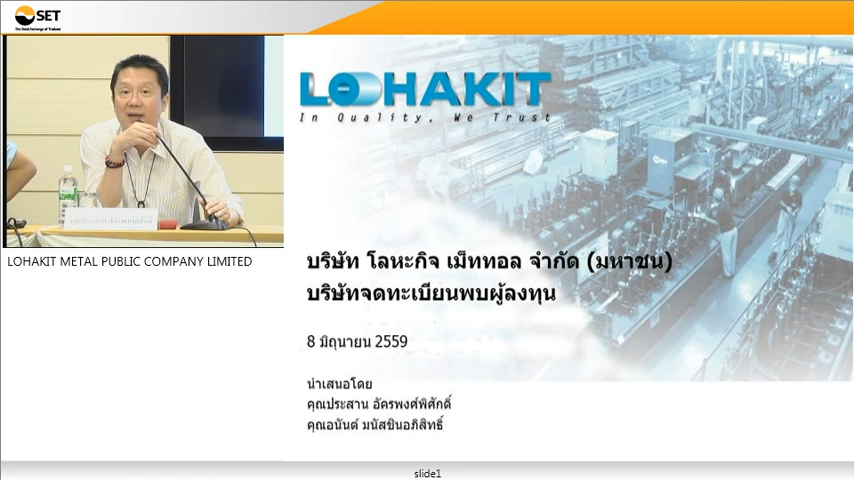 SET
The Stock Exchange of Thailand
LOHAKIT
In Quality, We Trust
LOHAKIT METAL PUBLIC COMPANY LIMITED
บริษัท โลหะกิจ เม็ททอล จำกัด (มหาชน)
บริษัทจดทะเบียนพบผู้ลงทุน
8 มิถุนายน 2559
นำเสนอโดย
คุณประสาน อัครพงศ์พิศักดิ์
คุณอนันต์ มนัสชินอภิสิทธิ์
slide1